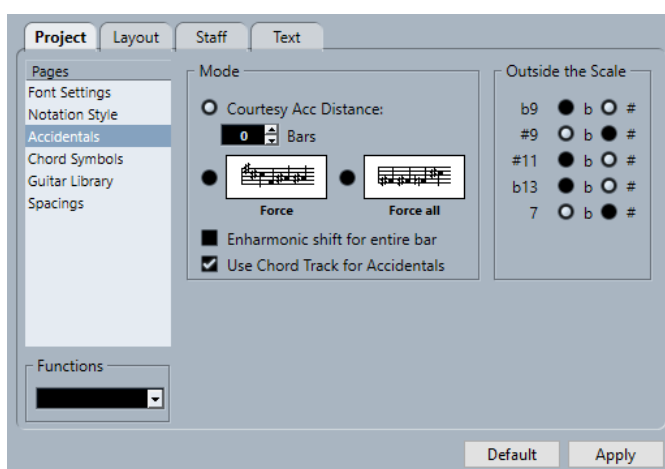 Project Layout Staff Text
Pages
Font Settings
Notation Style
Accidentals
Chord Symbols
Guitar Library
Spacings
Functions
Mode
Courtesy Acc Distance:
0 Bars
Force Force all
Enharmonic shift for entire bar
Use Chord Track for Accidentals
Outside the Scale
b9 b #
#9 b #
#11 b #
b13 b #
7 b #
Default Apply